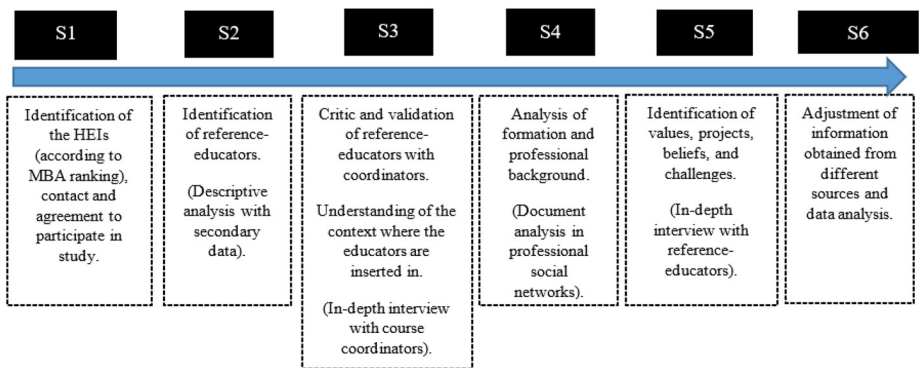 S1
S2
S3
S4
S5
S6
Identification of
the HEIs
(according to
MBA ranking),
contact and
agreement to
participate in
study.
Identification
of reference-
educators.
(Descriptive
analysis with
secondary
data).
Critic and validation
of reference-
educators with
coordinators.
Understanding of the
context where the
educators are
inserted in.
(In-depth interview
with course
coordinators).
Analysis of
formation and
professional
background.
(Document
analysis in
professional
social
networks).
Identification of
values, projects,
beliefs, and
challenges.
(In-depth
interview with
reference-
educators).
Adjustment of
information
obtained from
different
sources and
data analysis.